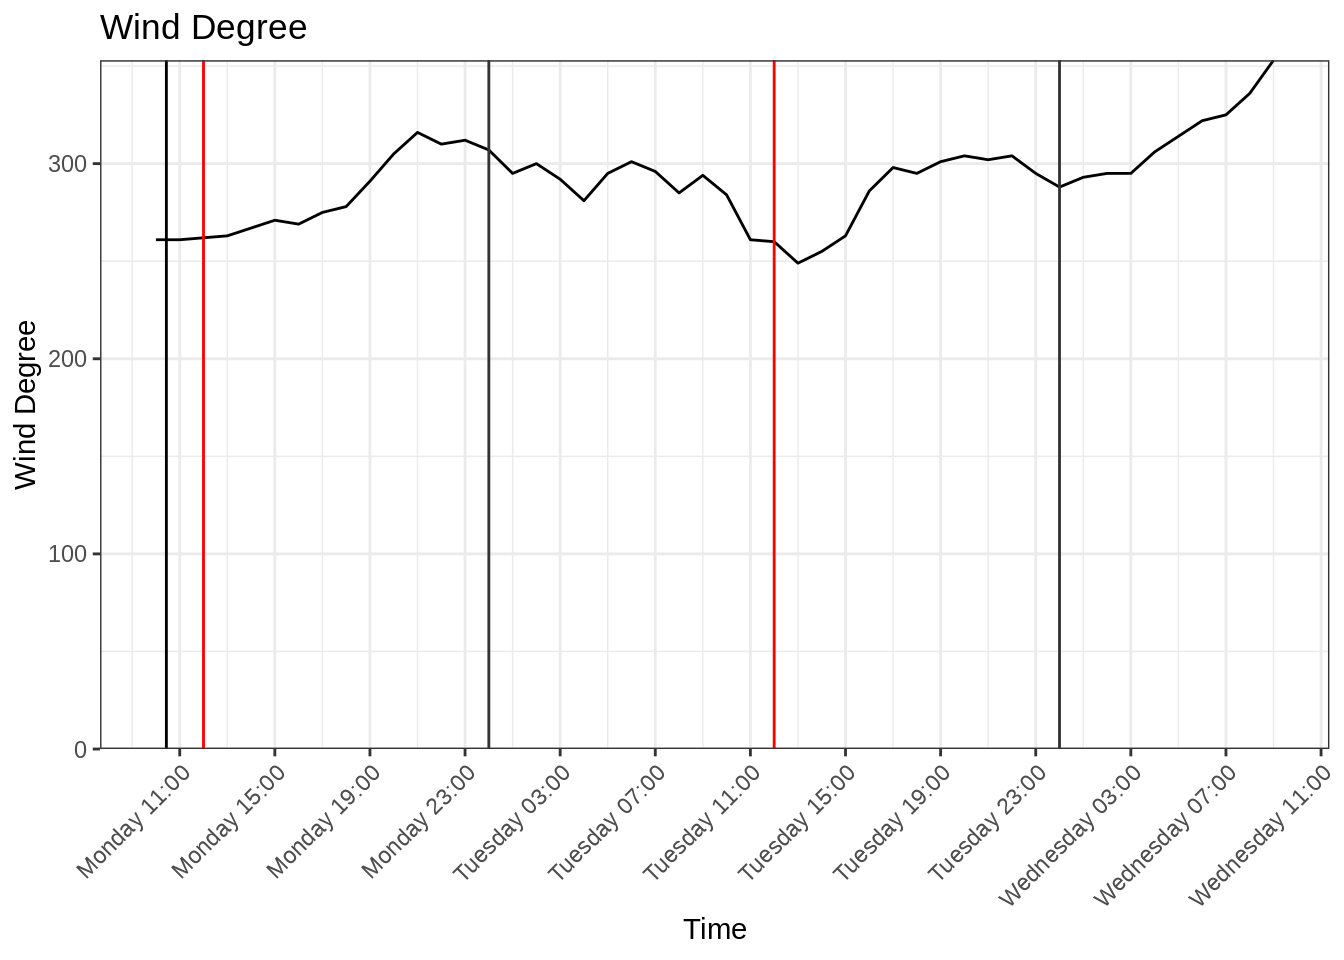 Wind Degree
Wind Degree
300
200
100
0
Monday 11:00
Monday 15:00
Monday 19:00
Monday 23:00
Tuesday 03:00
Tuesday 07:00
Tuesday 11:00
Tuesday 15:00
Tuesday 19:00
Tuesday 23:00
Wednesday 03:00
Wednesday 07:00
Wednesday 11:00
Time